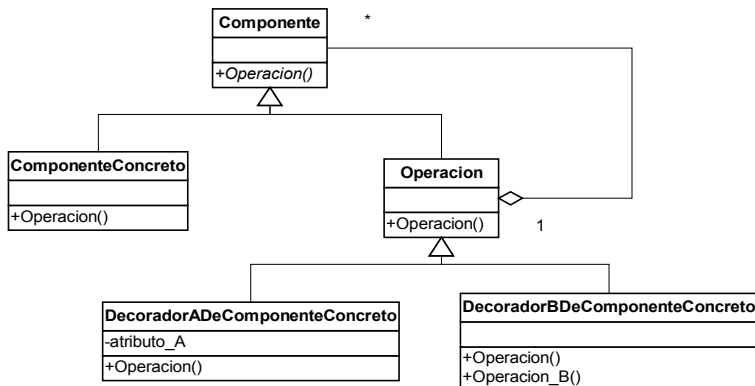 Componente
*
+Operacion()
ComponenteConcreto
+Operacion()
Operacion
+Operacion()
1
DecoradorADeComponenteConcreto
-atributo_A
+Operacion()
DecoradorBDeComponenteConcreto
+Operacion()
+Operacion_B()